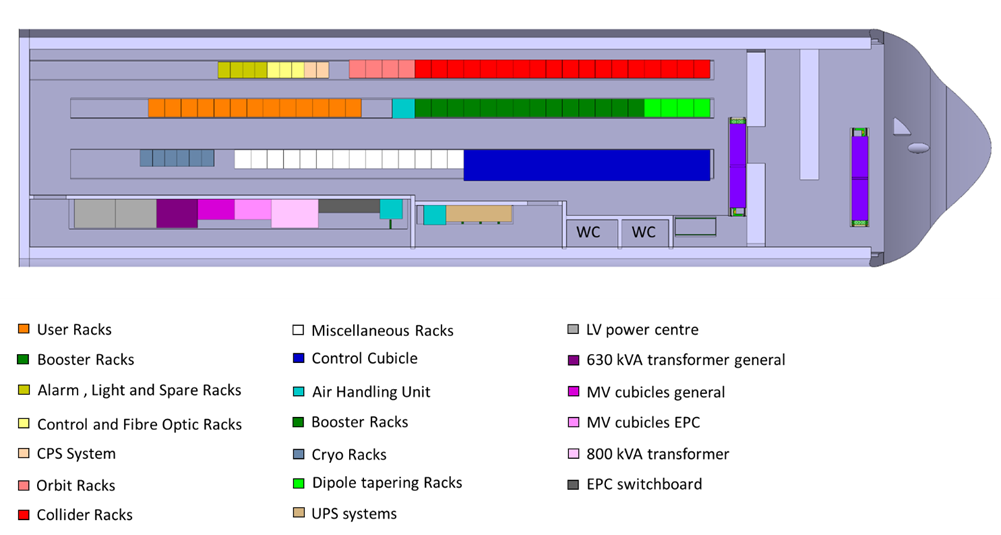 WC
WC
User Racks
Booster Racks
Alarm , Light and Spare Racks
Control and Fibre Optic Racks
CPS System
Orbit Racks
Collider Racks
Miscellaneous Racks
Control Cubicle
Air Handling Unit
Booster Racks
Cryo Racks
Dipole tapering Racks
UPS systems
LV power centre
630 kVA transformer general
MV cubicles general
MV cubicles EPC
800 kVA transformer
EPC switchboard